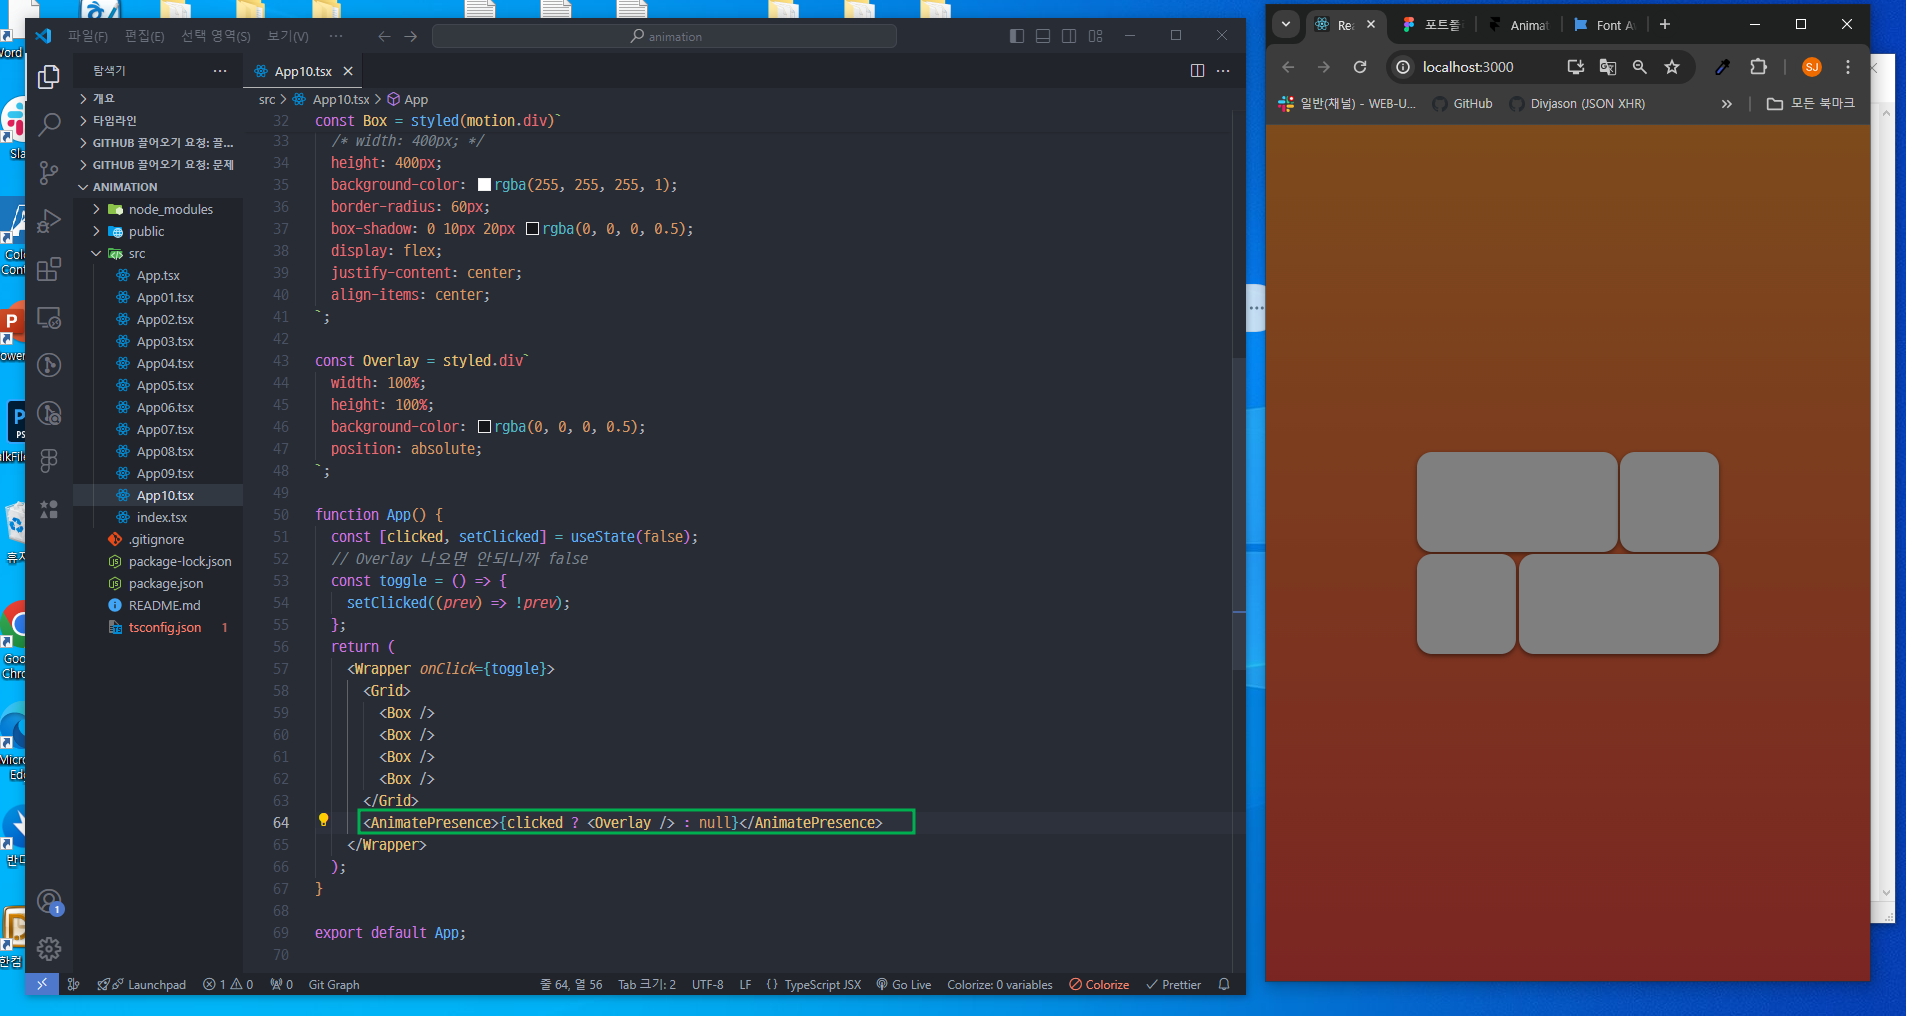 파일(F) 편집(E) 선택 영역(S) 보기(V) ···
animation
탐색기 ···
App10.tsx
src > App10.tsx > App
개요
타임라인
GITHUB 끌어오기 요청: 끌...
GITHUB 끌어오기 요청: 문제
ANIMATION
node_modules
public
src
App.tsx
App01.tsx
App02.tsx
App03.tsx
App04.tsx
App05.tsx
App06.tsx
App07.tsx
App08.tsx
App09.tsx
App10.tsx
index.tsx
.gitignore
package-lock.json
package.json
README.md
tsconfig.json 1
32 const Box = styled(motion.div)`
33 /* width: 400px; */
34 height: 400px;
35 background-color: rgba(255, 255, 255, 1);
36 border-radius: 60px;
37 box-shadow: 0 10px 20px rgba(0, 0, 0, 0.5);
38 display: flex;
39 justify-content: center;
40 align-items: center;
41 `;
42
43 const Overlay = styled.div`
44 width: 100%;
45 height: 100%;
46 background-color: rgba(0, 0, 0, 0.5);
47 position: absolute;
48 `;
49
50 function App() {
51 const [clicked, setClicked] = useState(false);
52 // Overlay 나오면 안되니까 false
53 const toggle = () => {
54 setClicked((prev) => !prev);
55 };
56 return (
57 <Wrapper onClick={toggle}>
58 <Grid>
59 <Box />
60 <Box />
61 <Box />
62 <Box />
63 </Grid>
64 <AnimatePresence>{clicked ? <Overlay /> : null}</AnimatePresence>
65 </Wrapper>
66 );
67 }
68
69 export default App;
70
1
Launchpad 1 0 0 Git Graph
줄 64, 열 56 Tab 크기: 2 UTF-8 LF {} TypeScript JSX Go Live Colorize: 0 variables Colorize Prettier
Rea 포트폴 Animat Font A
localhost:3000
SJ
일반(채널) - WEB-U... GitHub Divjason (JSON XHR) » 모든 북마크